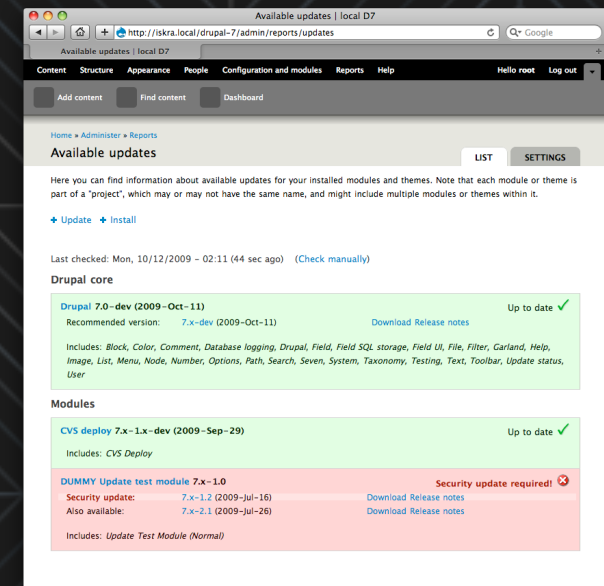 Available updates | local D7
http://iskra.local/drupal-7/admin/reports/updates
Google
Available updates | local D7
Content Structure Appearance People Configuration and modules Reports Help Hello root Log out
Add content Find content Dashboard
Home » Administer » Reports
Available updates
LIST SETTINGS
Here you can find information about available updates for your installed modules and themes. Note that each module or theme is
part of a "project", which may or may not have the same name, and might include multiple modules or themes within it.
+ Update + Install
Last checked: Mon, 10/12/2009 - 02:11 (44 sec ago) (Check manually)
Drupal core
Drupal 7.0-dev (2009-Oct-11) Up to date
Recommended version: 7.x-dev (2009-Oct-11) Download Release notes
Includes: Block, Color, Comment, Database logging, Drupal, Field, Field SQL storage, Field UI, File, Filter, Garland, Help,
Image, List, Menu, Node, Number, Options, Path, Search, Seven, System, Taxonomy, Testing, Text, Toolbar, Update status,
User
Modules
CVS deploy 7.x-1.x-dev (2009-Sep-29) Up to date
Includes: CVS Deploy
DUMMY Update test module 7.x-1.0 Security update required!
Security update: 7.x-1.2 (2009-Jul-16) Download Release notes
Also available: 7.x-2.1 (2009-Jul-26) Download Release notes
Includes: Update Test Module (Normal)